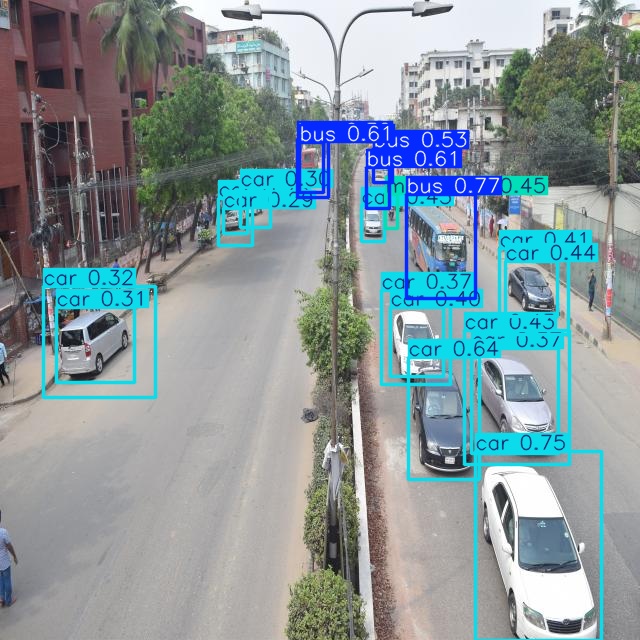 bus 0.61
bus 0.53
bus 0.61
bus 0.77
0.45
car 0.30
car 0.29
car 0.41
car 0.44
car 0.32
car 0.31
car 0.37
car 0.40
car 0.43
car 0.37
car 0.64
car 0.75